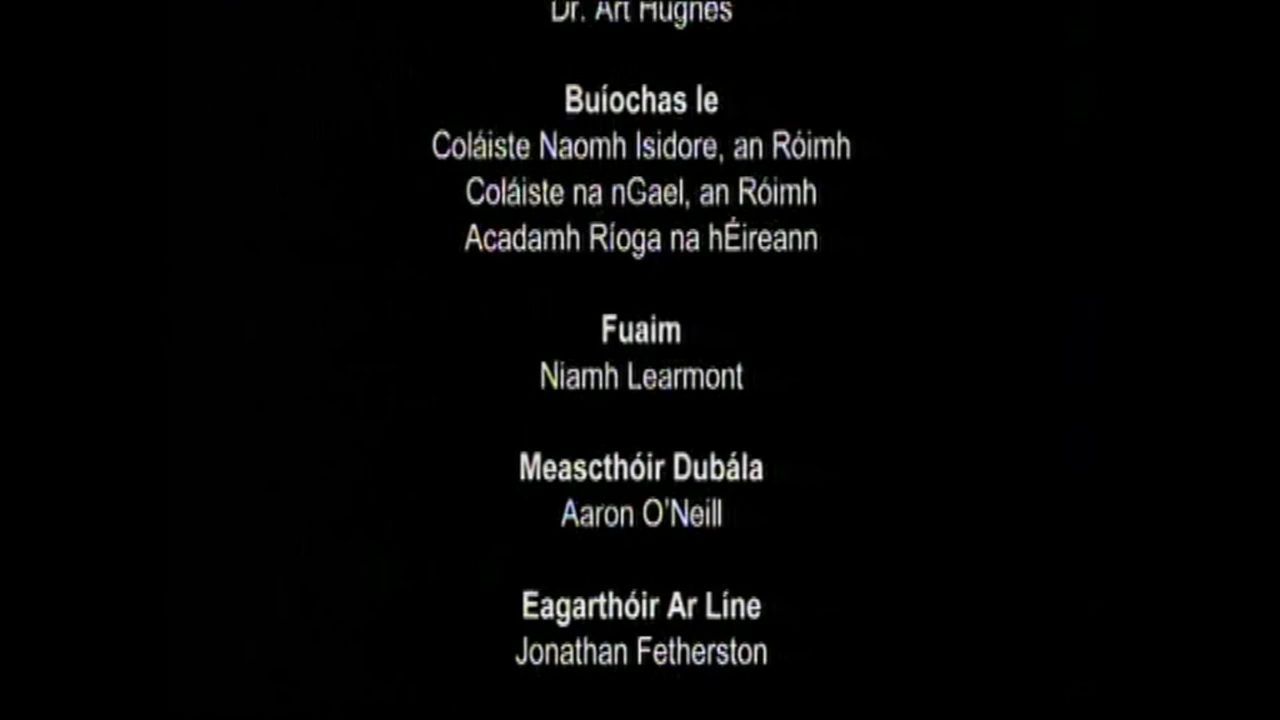 Dr. Art Hughes
Buíochas le
Coláiste Naomh Isidore, an Róimh
Coláiste na nGael, an Róimh
Acadamh Ríoga na hÉireann
Fuaim
Niamh Learmont
Meascthóir Dubála
Aaron O'Neill
Eagarthóir Ar Líne
Jonathan Fetherston